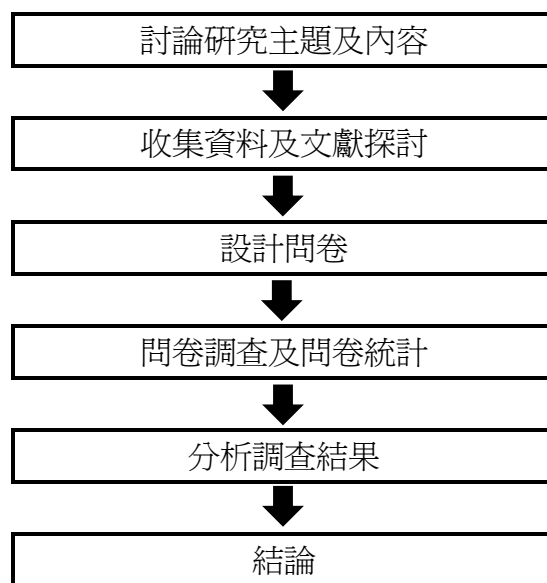 討論研究主題及內容
收集資料及文獻探討
設計問卷
問卷調查及問卷統計
分析調查結果
結論